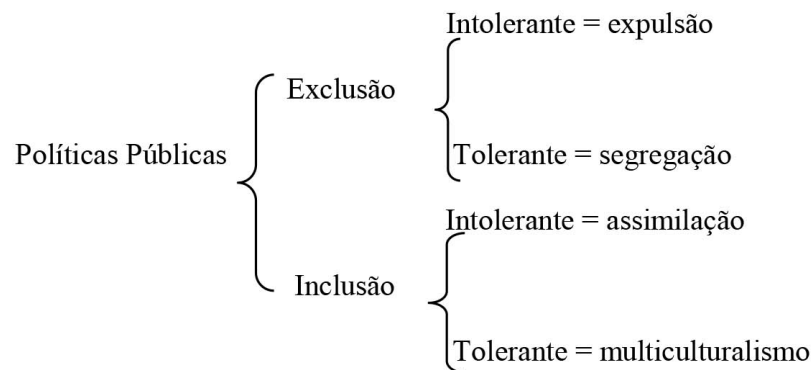 Intolerante = expulsão
Exclusão
Políticas Públicas
Tolerante = segregação
Intolerante = assimilação
Inclusão
Tolerante = multiculturalismo